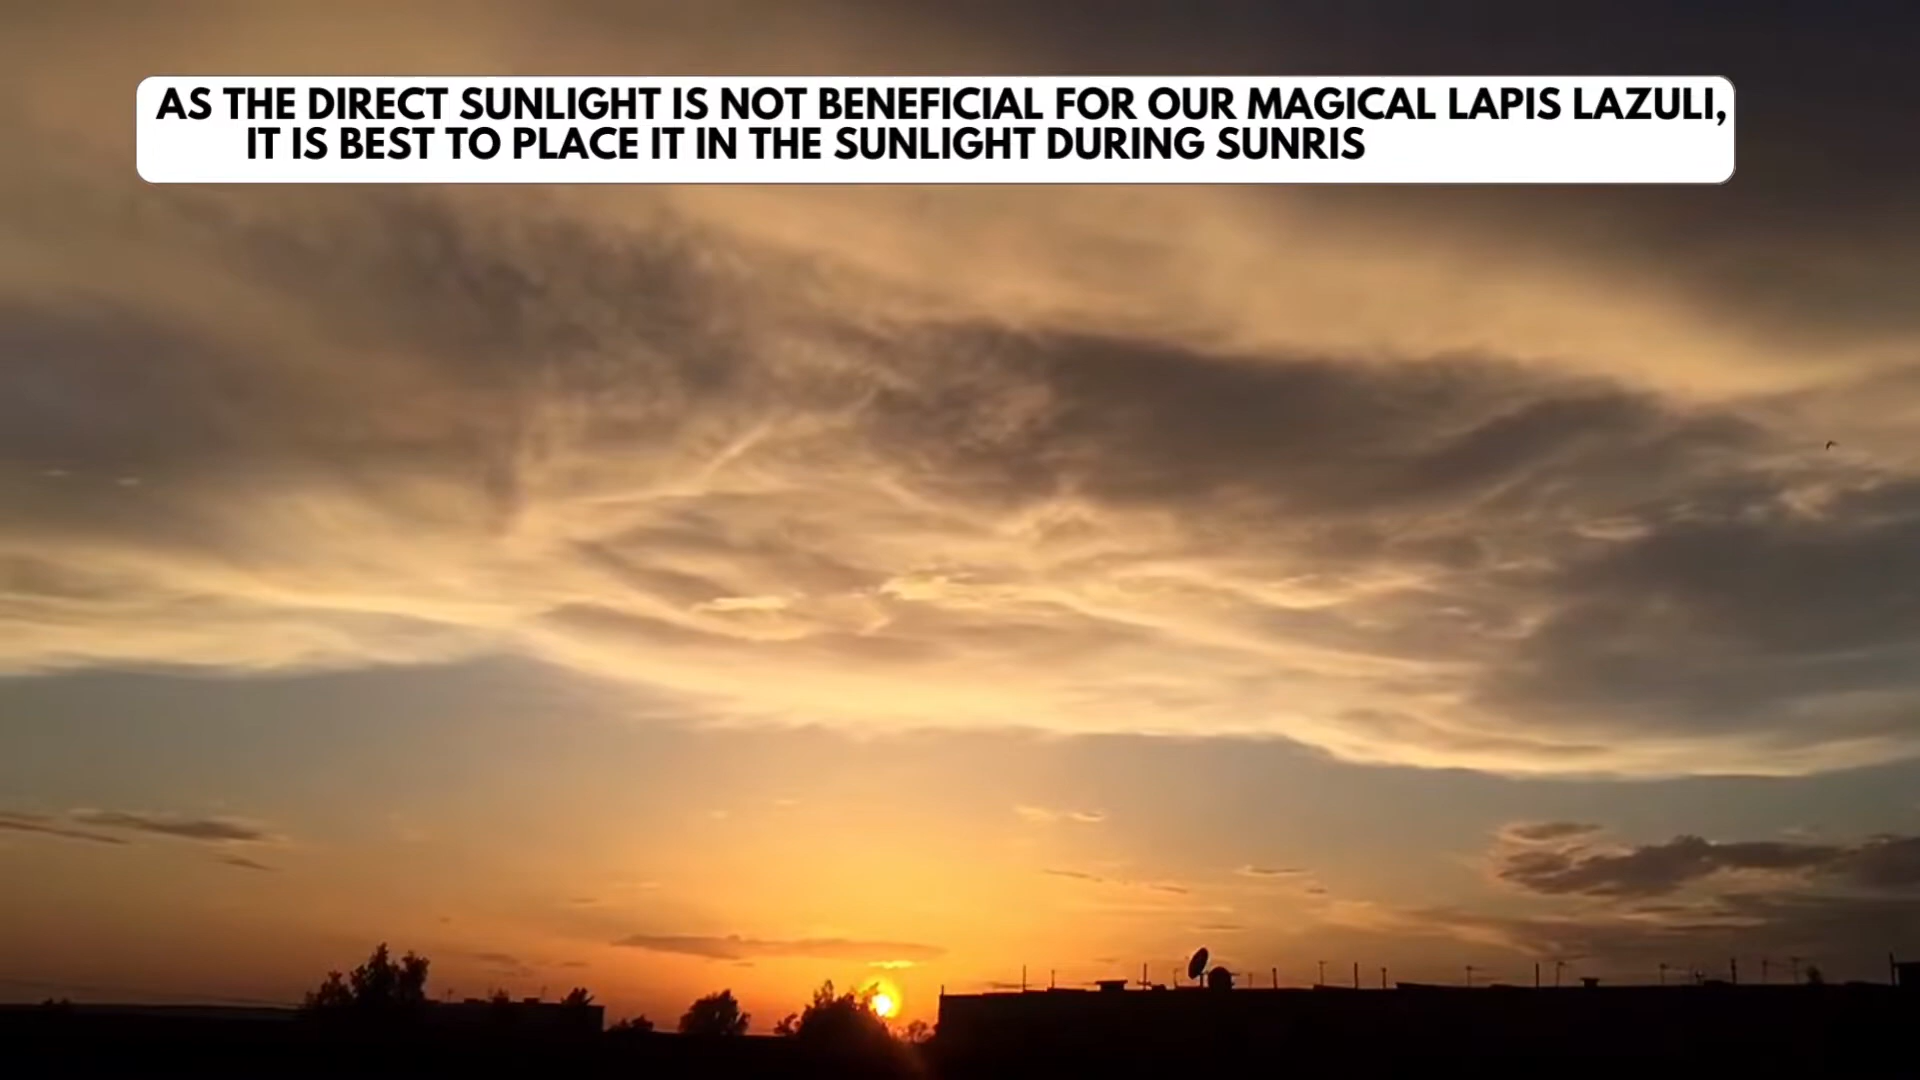 AS THE DIRECT SUNLIGHT IS NOT BENEFICIAL FOR OUR MAGICAL LAPIS LAZULI,
IT IS BEST TO PLACE IT IN THE SUNLIGHT DURING SUNRIS